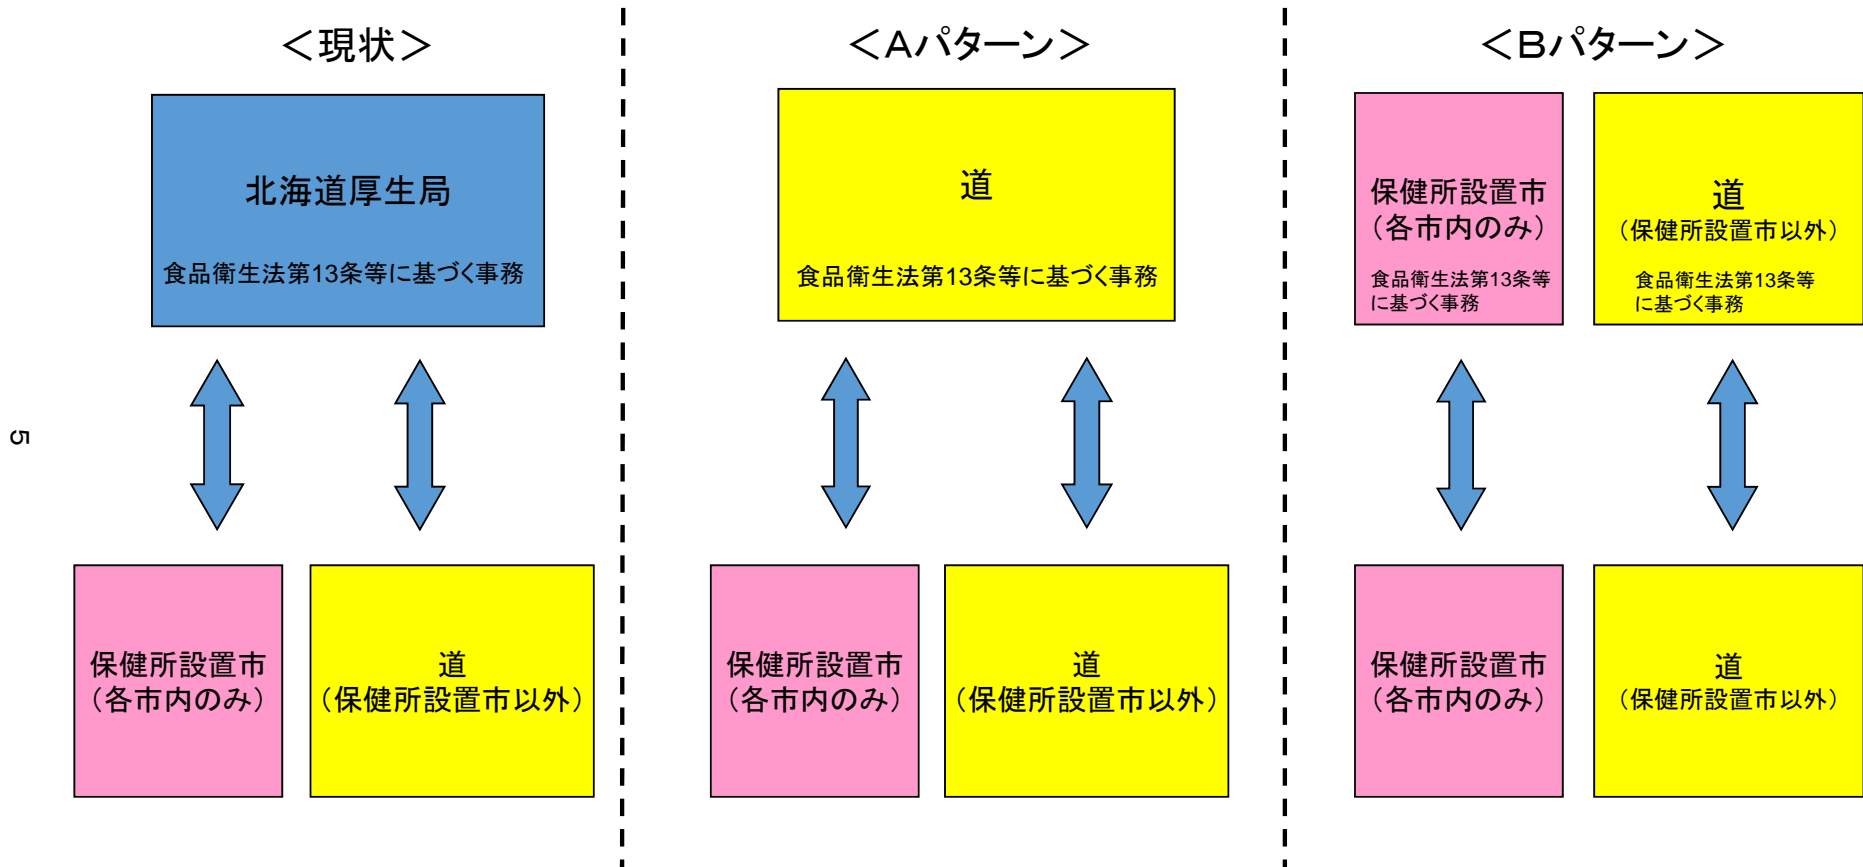 ＜現状＞
北海道厚生局
食品衛生法第13条等に基づく事務
保健所設置市
（各市内のみ）
道
（保健所設置市以外）
＜Aパターン＞
道
食品衛生法第13条等に基づく事務
保健所設置市
（各市内のみ）
道
（保健所設置市以外）
＜Bパターン＞
保健所設置市
（各市内のみ）
食品衛生法第13条等
に基づく事務
道
（保健所設置市以外）
食品衛生法第13条等
に基づく事務
保健所設置市
（各市内のみ）
道
（保健所設置市以外）
5